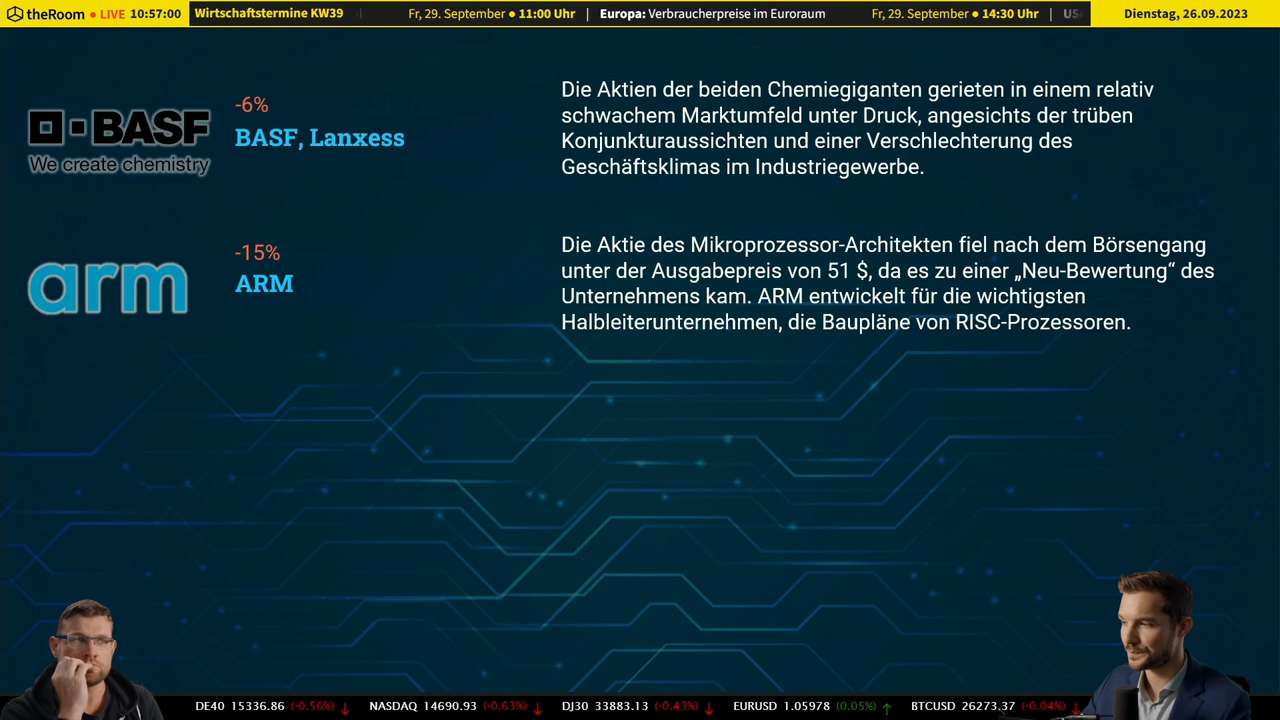 theRoom • LIVE 10:57:00 Wirtschaftstermine KW39 Fr, 29. September • 11:00 Uhr | Europa: Verbraucherpreise im Euroraum Fr, 29. September • 14:30 Uhr | US Dienstag, 26.09.2023
BASF
We create chemistry
-6%
BASF, Lanxess
Die Aktien der beiden Chemiegiganten gerieten in einem relativ
schwachem Marktumfeld unter Druck, angesichts der trüben
Konjunkturaussichten und einer Verschlechterung des
Geschäftsklimas im Industriegewerbe.
arm
-15%
ARM
Die Aktie des Mikroprozessor-Architekten fiel nach dem Börsengang
unter der Ausgabepreis von 51 $, da es zu einer „Neu-Bewertung“ des
Unternehmens kam. ARM entwickelt für die wichtigsten
Halbleiterunternehmen, die Baupläne von RISC-Prozessoren.
DE40 15336.86 (-0.56%) ↓ NASDAQ 14690.93 (-0.63%) ↓ DJ30 33883.13 (-0.43%) ↓ EURUSD 1.05978 (0.05%) ↑ BTCUSD 26273.37 (-0.04%) ↓